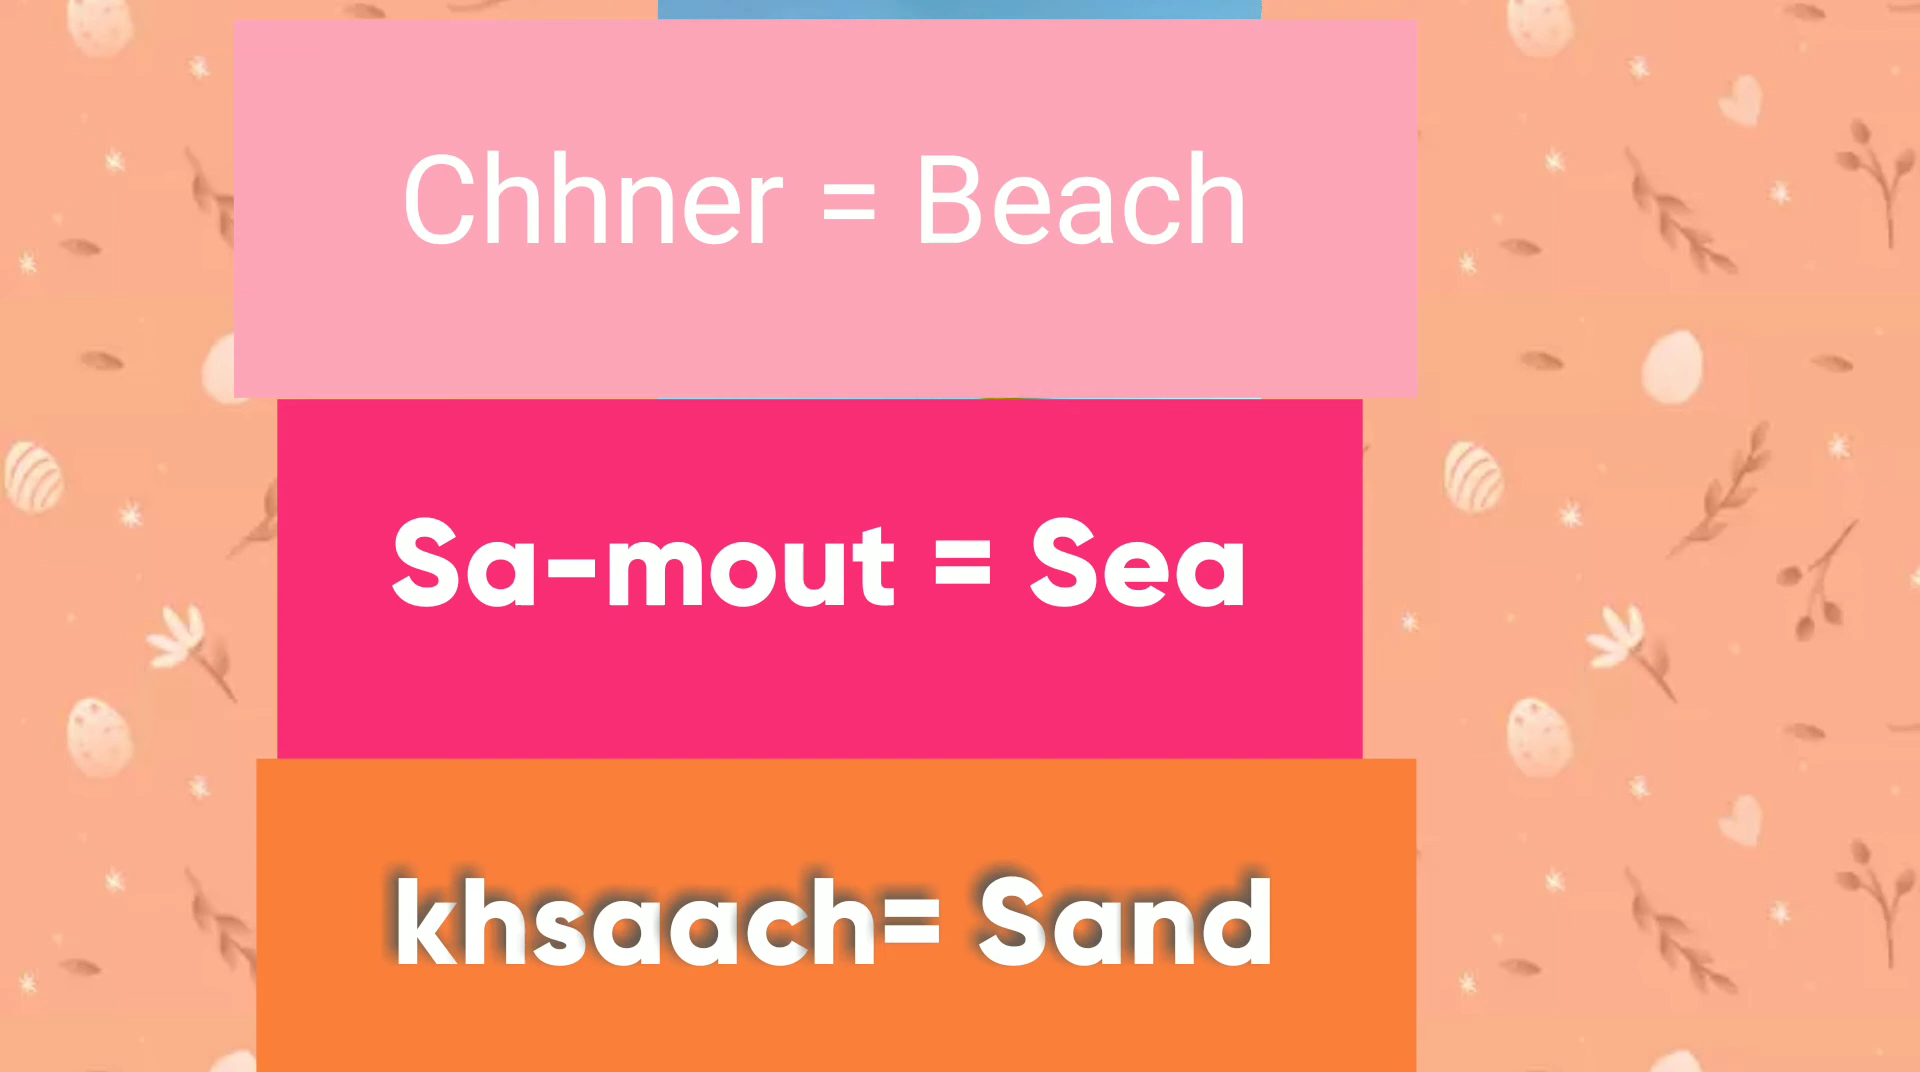 Chhner = Beach
Sa-mout = Sea
khsaach= Sand